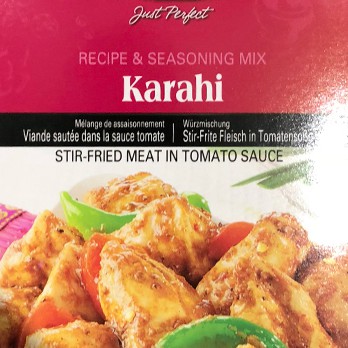 Just Perfect
RECIPE & SEASONING MIX
Karahi
Mélange de assaisonnement
Viande sautée dans la sauce tomate
Würzmischung
Stir-Frite Fleisch in Tomatensoße
STIR-FRIED MEAT IN TOMATO SAUCE